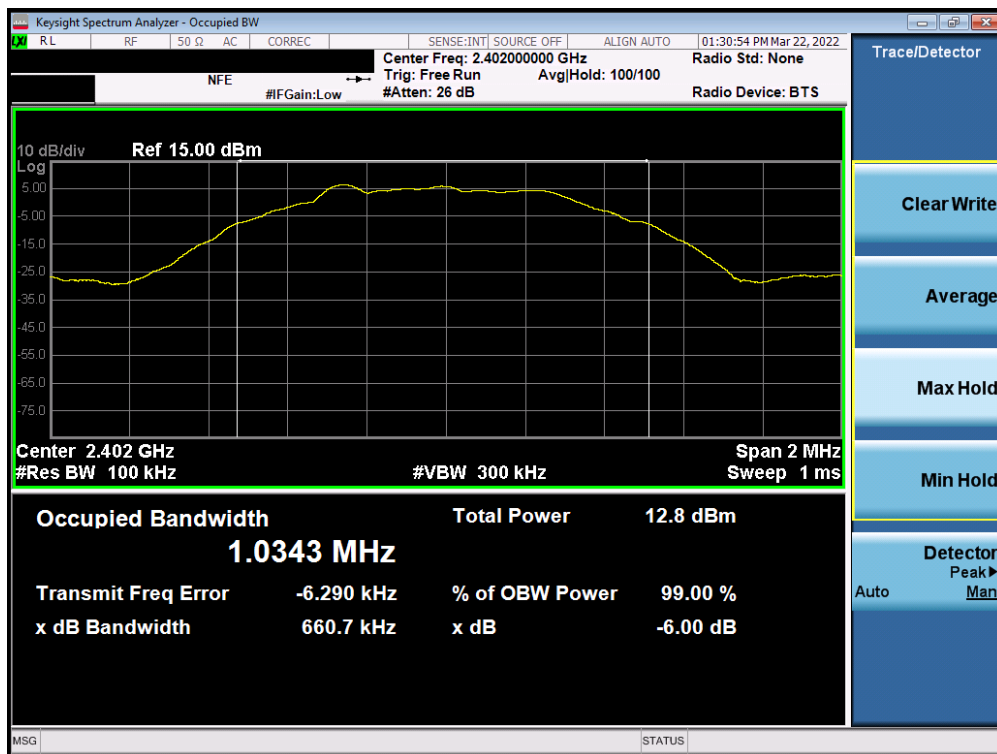 Keysight Spectrum Analyzer - Occupied BW
LXI RL RF 50 Ω AC CORREC SENSE:INT SOURCE OFF ALIGN AUTO 01:30:54 PM Mar 22, 2022
Center Freq: 2.402000000 GHz Radio Std: None
NFE Trig: Free Run Avg|Hold: 100/100
#IFGain:Low #Atten: 26 dB Radio Device: BTS
10 dB/div Ref 15.00 dBm
Log
5.00
-5.00
-15.0
-25.0
-35.0
-45.0
-55.0
-65.0
-75.0
Center 2.402 GHz Span 2 MHz
#Res BW 100 kHz #VBW 300 kHz Sweep 1 ms
Occupied Bandwidth Total Power 12.8 dBm
1.0343 MHz
Transmit Freq Error -6.290 kHz % of OBW Power 99.00 %
x dB Bandwidth 660.7 kHz x dB -6.00 dB
MSG STATUS
Trace/Detector
Clear Write
Average
Max Hold
Min Hold
Detector
Peak▶
Auto Man